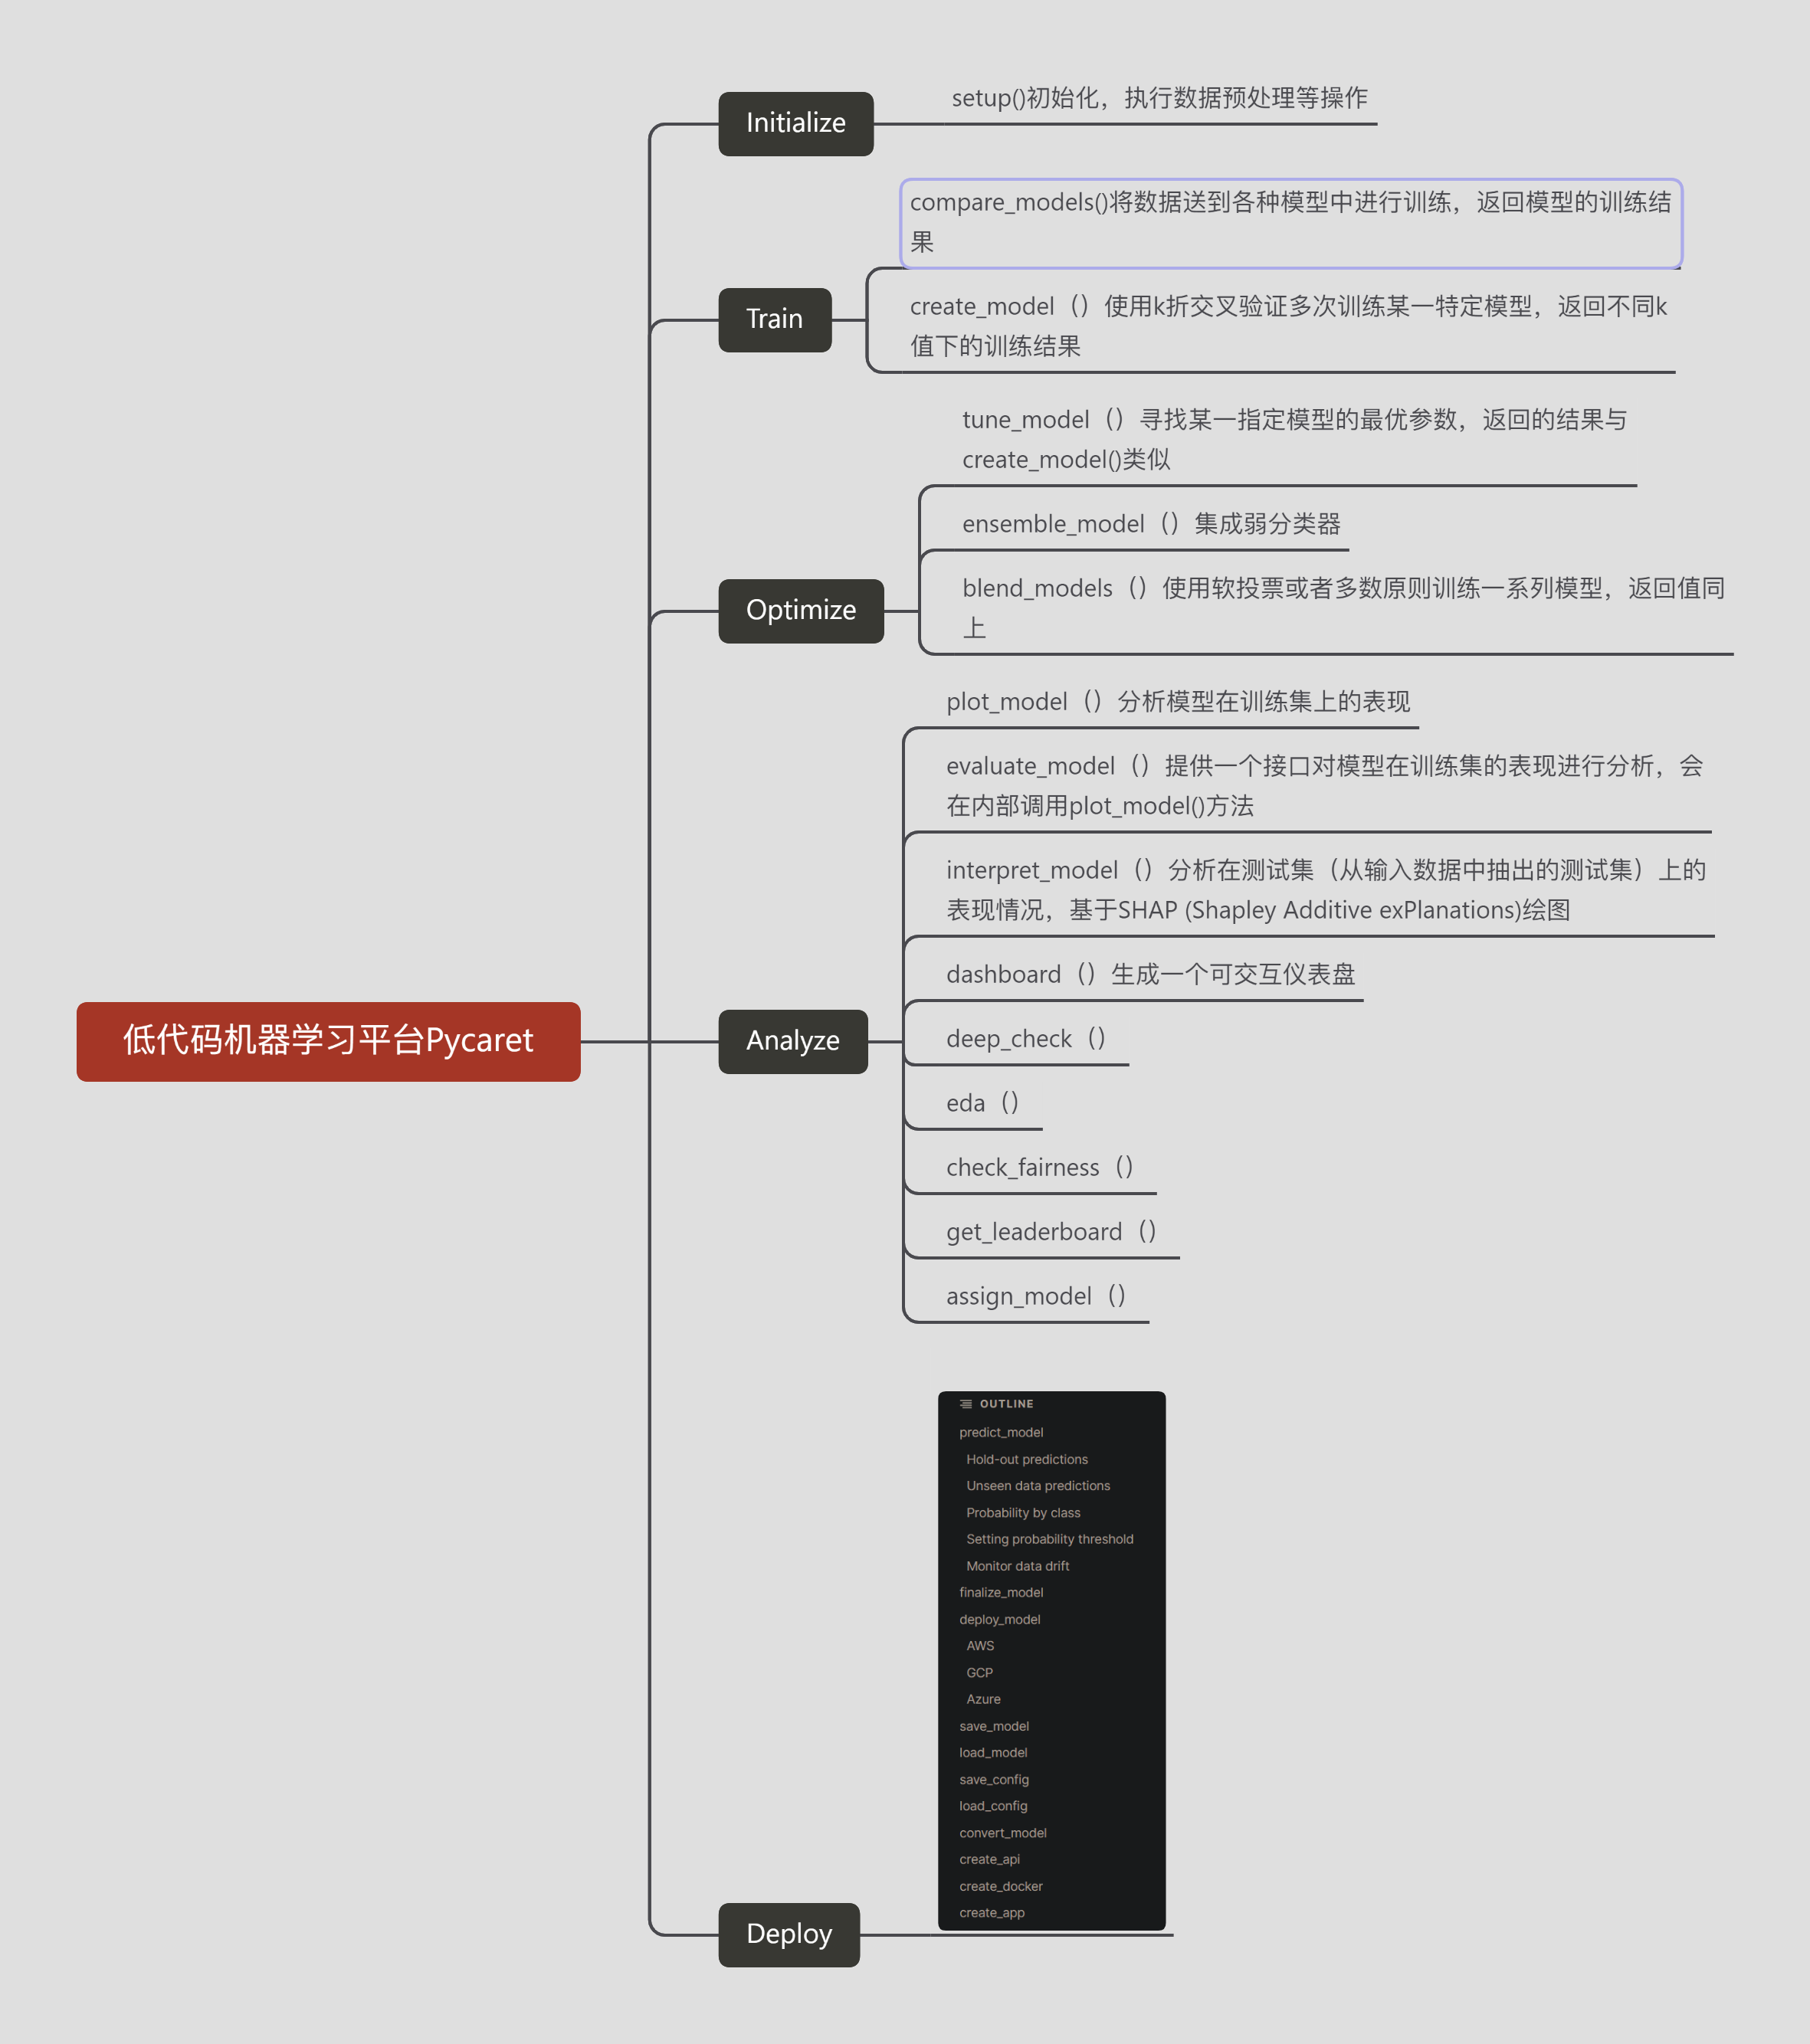 setup()初始化，执行数据预处理等操作
Initialize
compare_models()将数据送到各种模型中进行训练，返回模型的训练结
果
create_model（）使用k折交叉验证多次训练某一特定模型，返回不同k
值下的训练结果
Train
tune_model（）寻找某一指定模型的最优参数，返回的结果与
create_model()类似
ensemble_model（）集成弱分类器
blend_models（）使用软投票或者多数原则训练一系列模型，返回值同
上
Optimize
plot_model（）分析模型在训练集上的表现
evaluate_model（）提供一个接口对模型在训练集的表现进行分析，会
在内部调用plot_model()方法
interpret_model（）分析在测试集（从输入数据中抽出的测试集）上的
表现情况，基于SHAP (Shapley Additive exPlanations)绘图
dashboard（）生成一个可交互仪表盘
低代码机器学习平台Pycaret
Analyze
deep_check（）
eda（）
check_fairness（）
get_leaderboard（）
assign_model（）
OUTLINE
predict_model
Hold-out predictions
Unseen data predictions
Probability by class
Setting probability threshold
Monitor data drift
finalize_model
deploy_model
AWS
GCP
Azure
save_model
load_model
save_config
load_config
convert_model
create_api
create_docker
create_app
Deploy